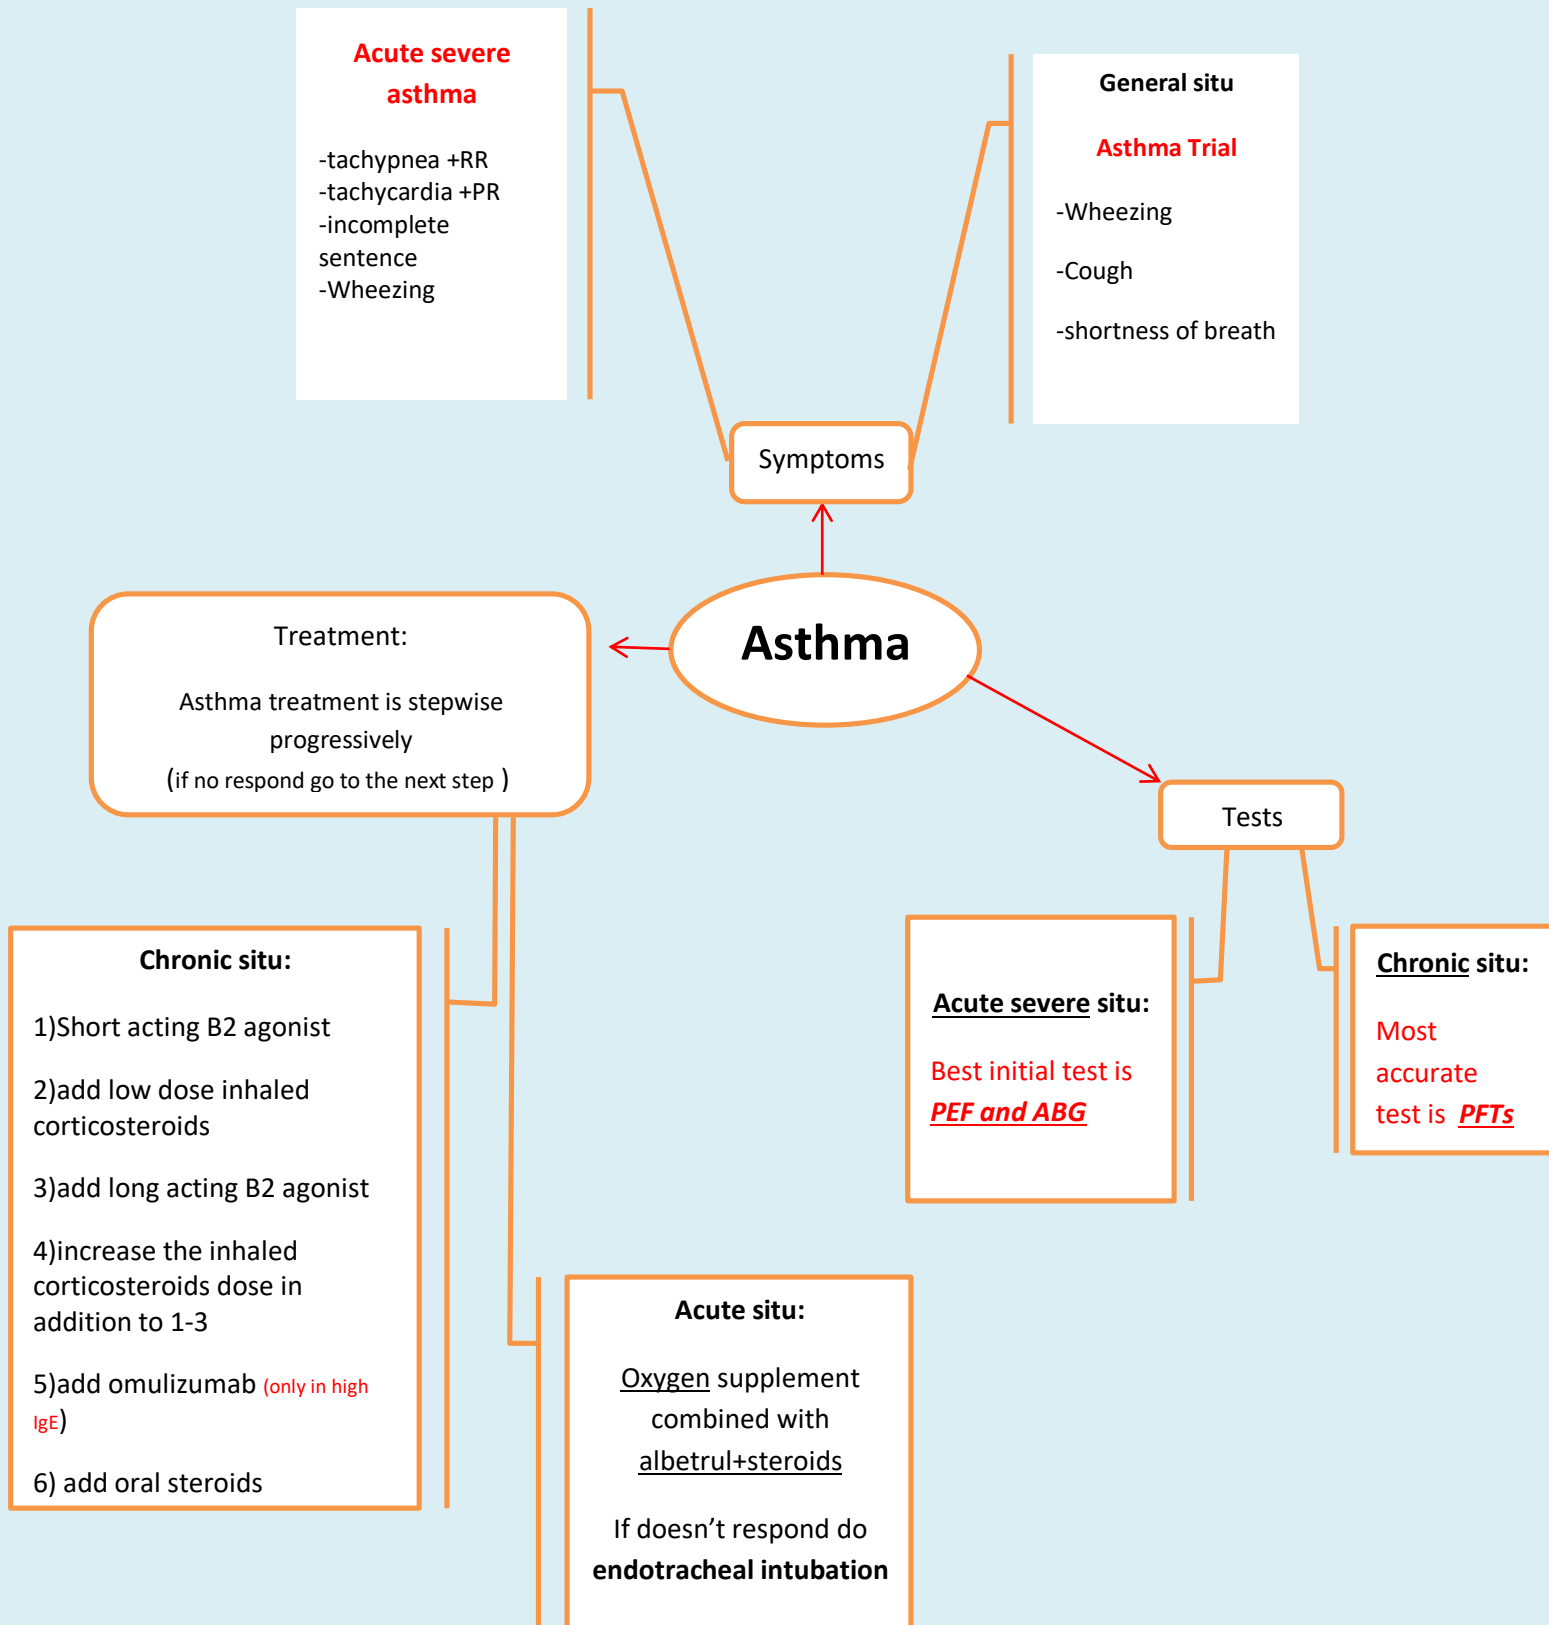 Acute severe
asthma
-tachypnea +RR
-tachycardia +PR
-incomplete
sentence
-Wheezing
General situ
Asthma Trial
-Wheezing
-Cough
-shortness of breath
Symptoms
Asthma
Treatment:
Asthma treatment is stepwise
progressively
(if no respond go to the next step )
Tests
Chronic situ:
1)Short acting B2 agonist
2)add low dose inhaled
corticosteroids
3)add long acting B2 agonist
4)increase the inhaled
corticosteroids dose in
addition to 1-3
5)add omulizumab (only in high
IgE)
6) add oral steroids
Acute situ:
Oxygen supplement
combined with
albetrul+steroids
If doesn’t respond do
endotracheal intubation
Acute severe situ:
Best initial test is
PEF and ABG
Chronic situ:
Most
accurate
test is PFTs